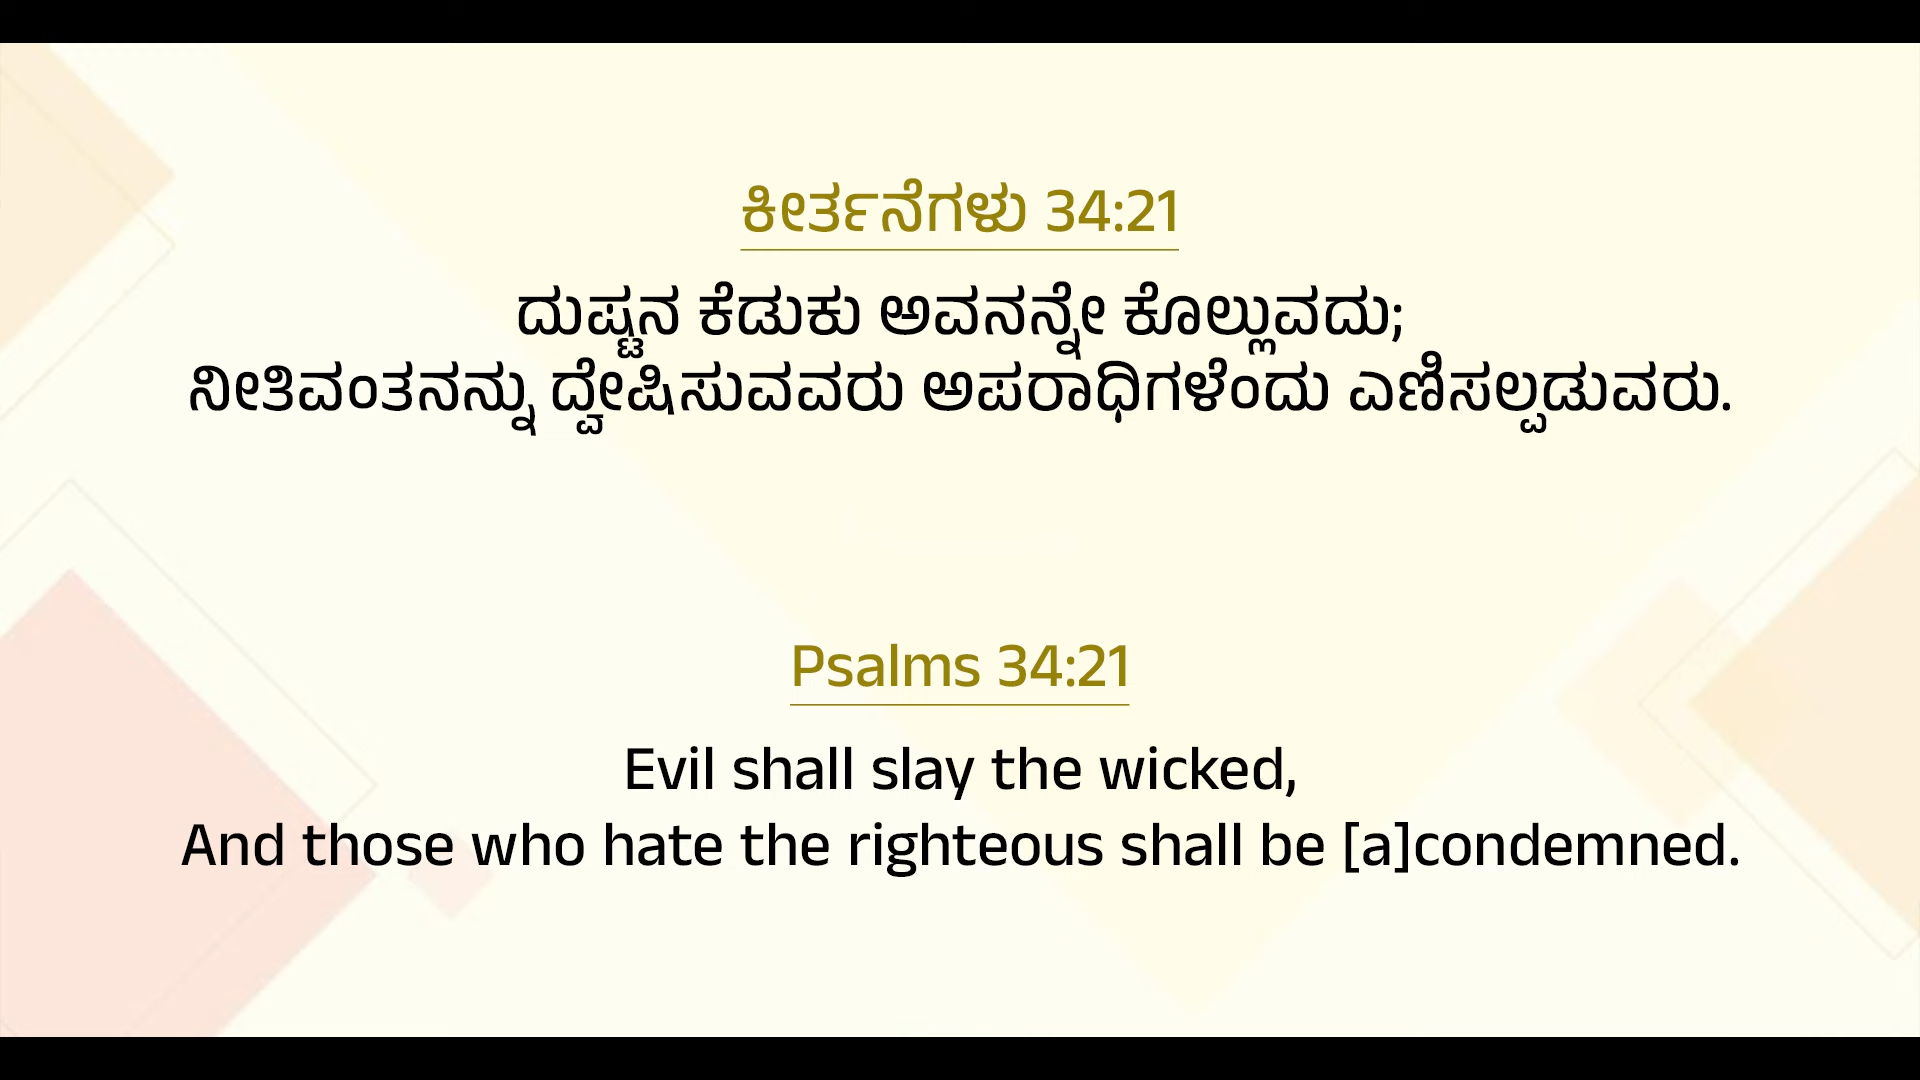 ಕೀರ್ತನೆಗಳು 34:21
ದುಷ್ಟನ ಕೆಡುಕು ಅವನನ್ನೇ ಕೊಲ್ಲುವದು;
ನೀತಿವಂತನನ್ನು ದ್ವೇಷಿಸುವವರು ಅಪರಾಧಿಗಳೆಂದು ಎಣಿಸಲ್ಪಡುವರು.
Psalms 34:21
Evil shall slay the wicked,
And those who hate the righteous shall be [a]condemned.